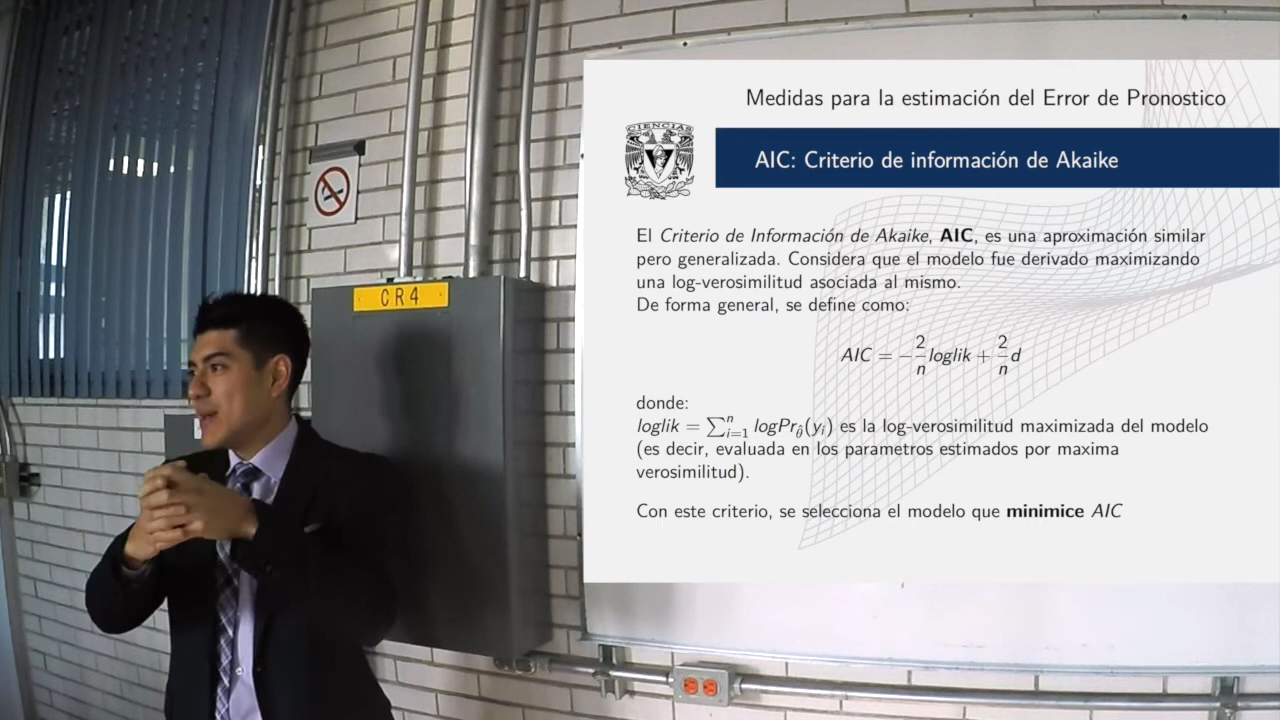 CR4
Medidas para la estimación del Error de Pronostico
CIENCIAS
AIC: Criterio de información de Akaike
El Criterio de Información de Akaike, AIC, es una aproximación similar
pero generalizada. Considera que el modelo fue derivado maximizando
una log-verosimilitud asociada al mismo.
De forma general, se define como:
AIC = −2/n loglik + 2/n d
donde:
loglik = ∑ⁿᵢ₌₁ logPr_θ̂(yᵢ) es la log-verosimilitud maximizada del modelo
(es decir, evaluada en los parametros estimados por maxima
verosimilitud).
Con este criterio, se selecciona el modelo que minimice AIC